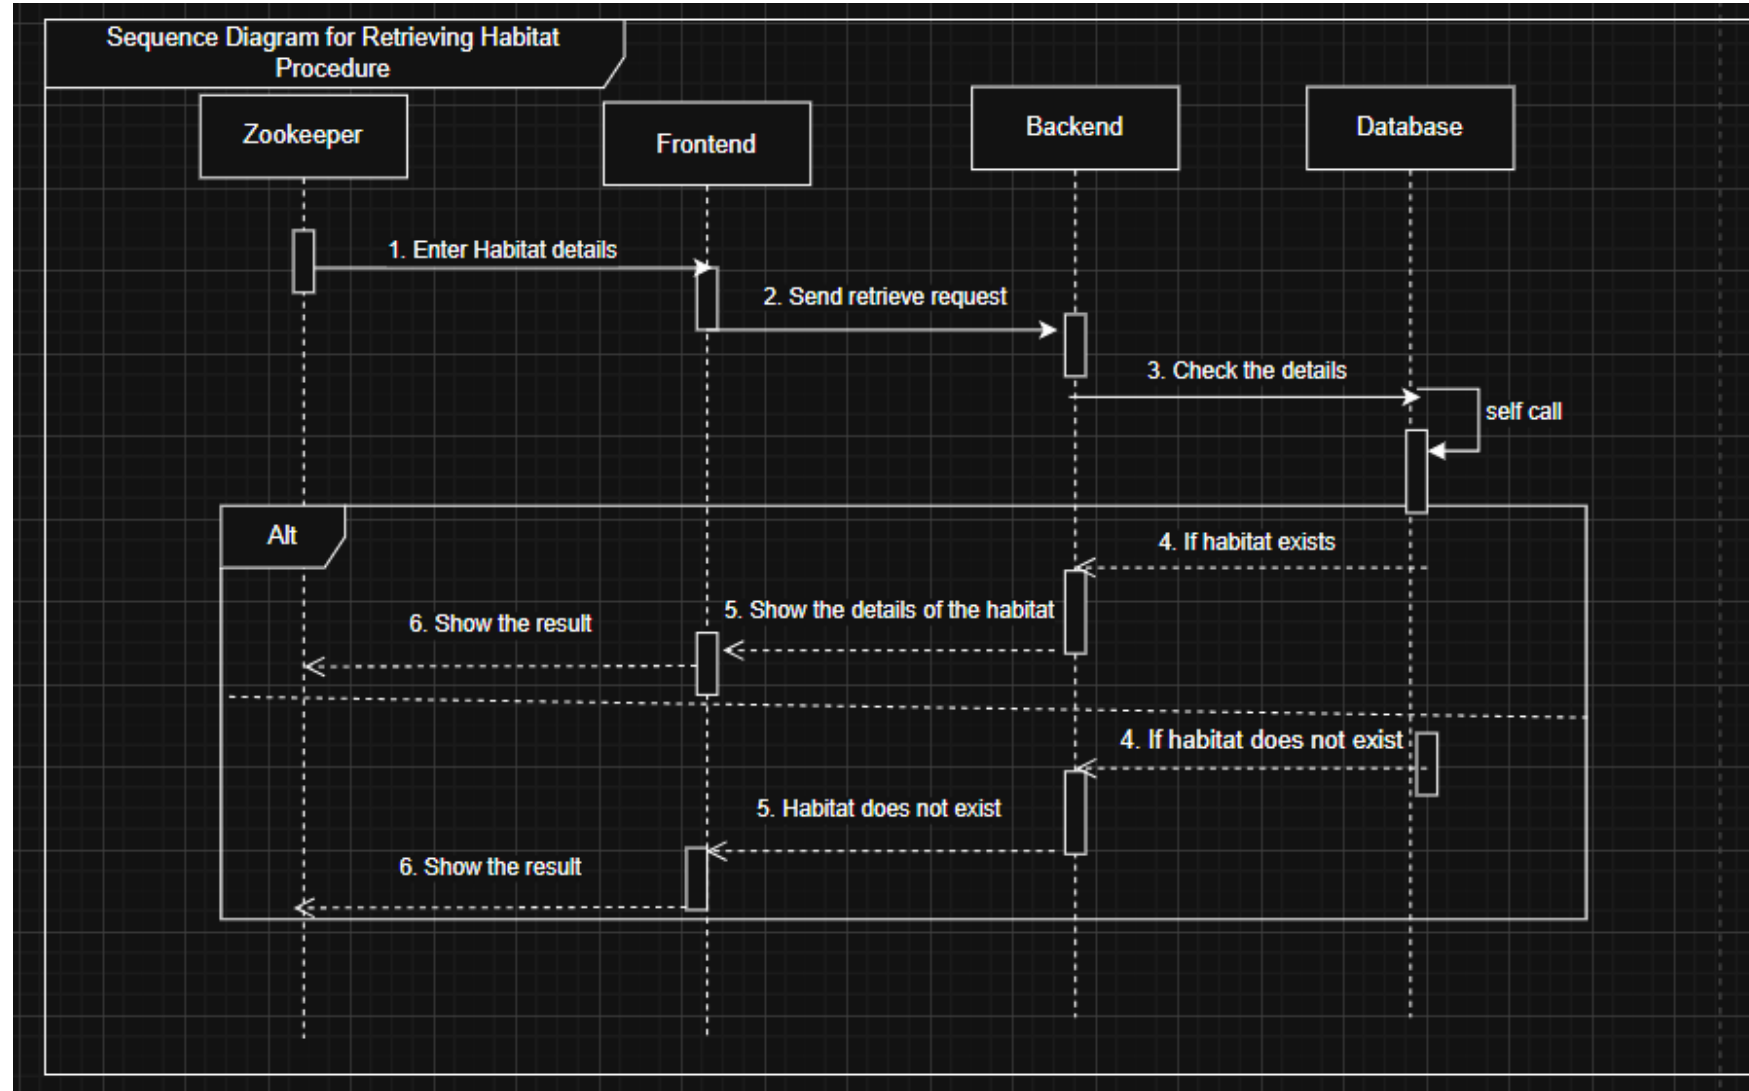 Sequence Diagram for Retrieving Habitat
Procedure
Zookeeper
Frontend
Backend
Database
1. Enter Habitat details
2. Send retrieve request
3. Check the details
self call
Alt
4. If habitat exists
5. Show the details of the habitat
6. Show the result
4. If habitat does not exist
5. Habitat does not exist
6. Show the result